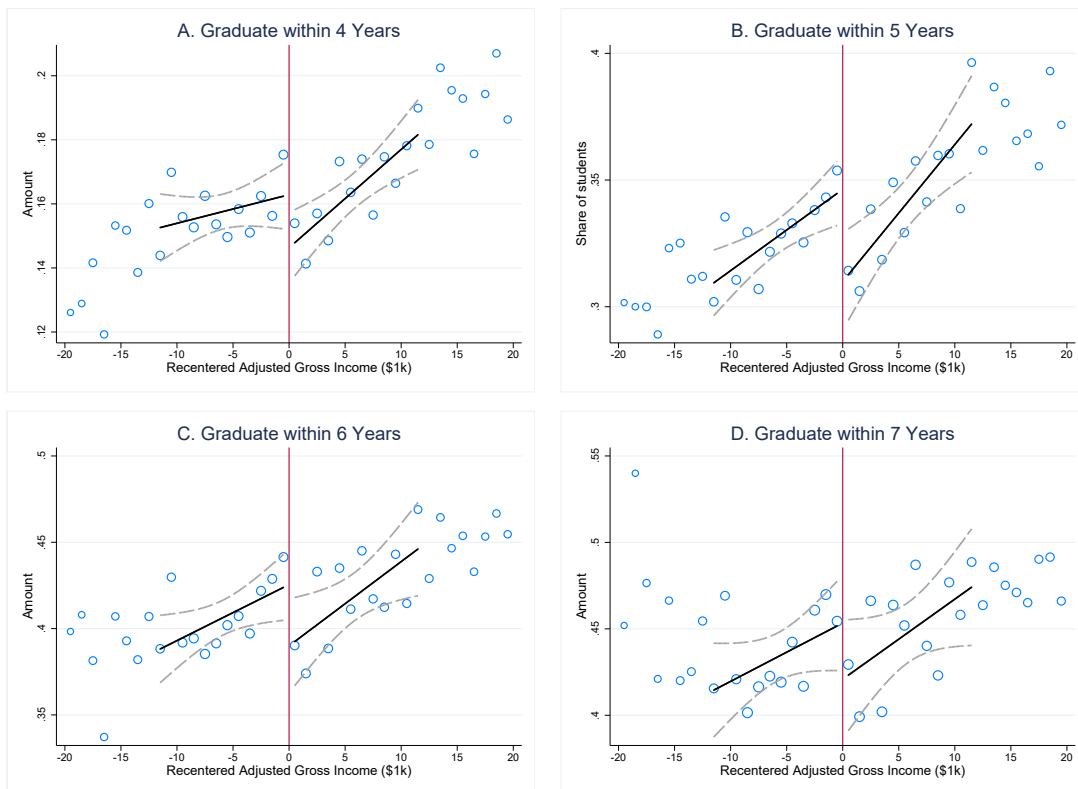 A. Graduate within 4 Years
Amount
.2
.18
.16
.14
.12
-20 -15 -10 -5 0 5 10 15 20
Recentered Adjusted Gross Income ($1k)
B. Graduate within 5 Years
Share of students
.4
.35
.3
-20 -15 -10 -5 0 5 10 15 20
Recentered Adjusted Gross Income ($1k)
C. Graduate within 6 Years
Amount
.5
.45
.4
.35
-20 -15 -10 -5 0 5 10 15 20
Recentered Adjusted Gross Income ($1k)
D. Graduate within 7 Years
Amount
.55
.5
.45
.4
-20 -15 -10 -5 0 5 10 15 20
Recentered Adjusted Gross Income ($1k)